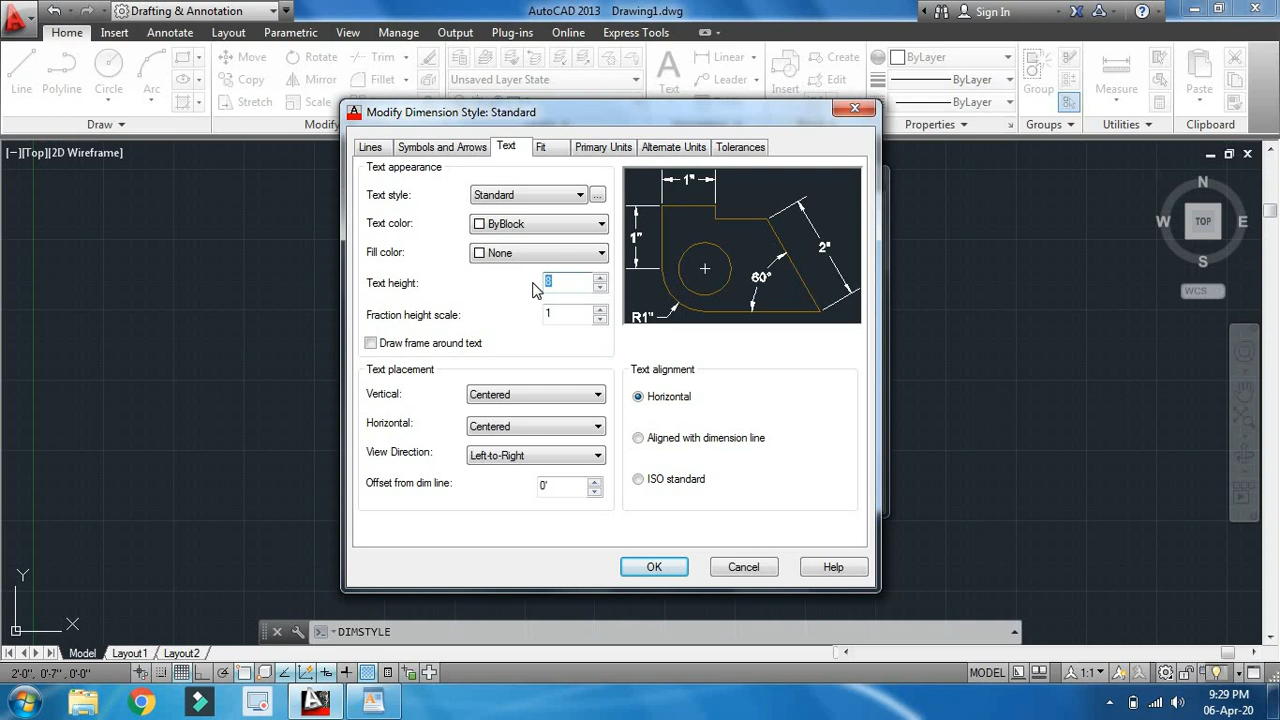 Drafting & Annotation
AutoCAD 2013 Drawing1.dwg
Sign In
Home Insert Annotate Layout Parametric View Manage Output Plug-ins Online Express Tools
Line Polyline Circle Arc
Move Rotate Trim
Copy Mirror Fillet
Stretch Scale
Unsaved Layer State
Text
Linear
Leader
Insert
Create
Edit
ByLayer
ByLayer
ByLayer
Group Measure Paste
Draw Modif Properties Groups Utilities Clipboard
[−][Top][2D Wireframe]
Modify Dimension Style: Standard
Lines Symbols and Arrows Text Fit Primary Units Alternate Units Tolerances
Text appearance
Text style: Standard ...
Text color: ByBlock
Fill color: None
Text height:
Fraction height scale: 1
Draw frame around text
1"
1"
2"
60°
R1"
Text placement
Vertical: Centered
Horizontal: Centered
View Direction: Left-to-Right
Offset from dim line: 0'
Text alignment
Horizontal
Aligned with dimension line
ISO standard
OK Cancel Help
N
W TOP E
S
WCS
Y
X
DIMSTYLE
Model Layout1 Layout2
2'-0", 0'-7", 0'-0"
MODEL
1:1
9:29 PM
06-Apr-20